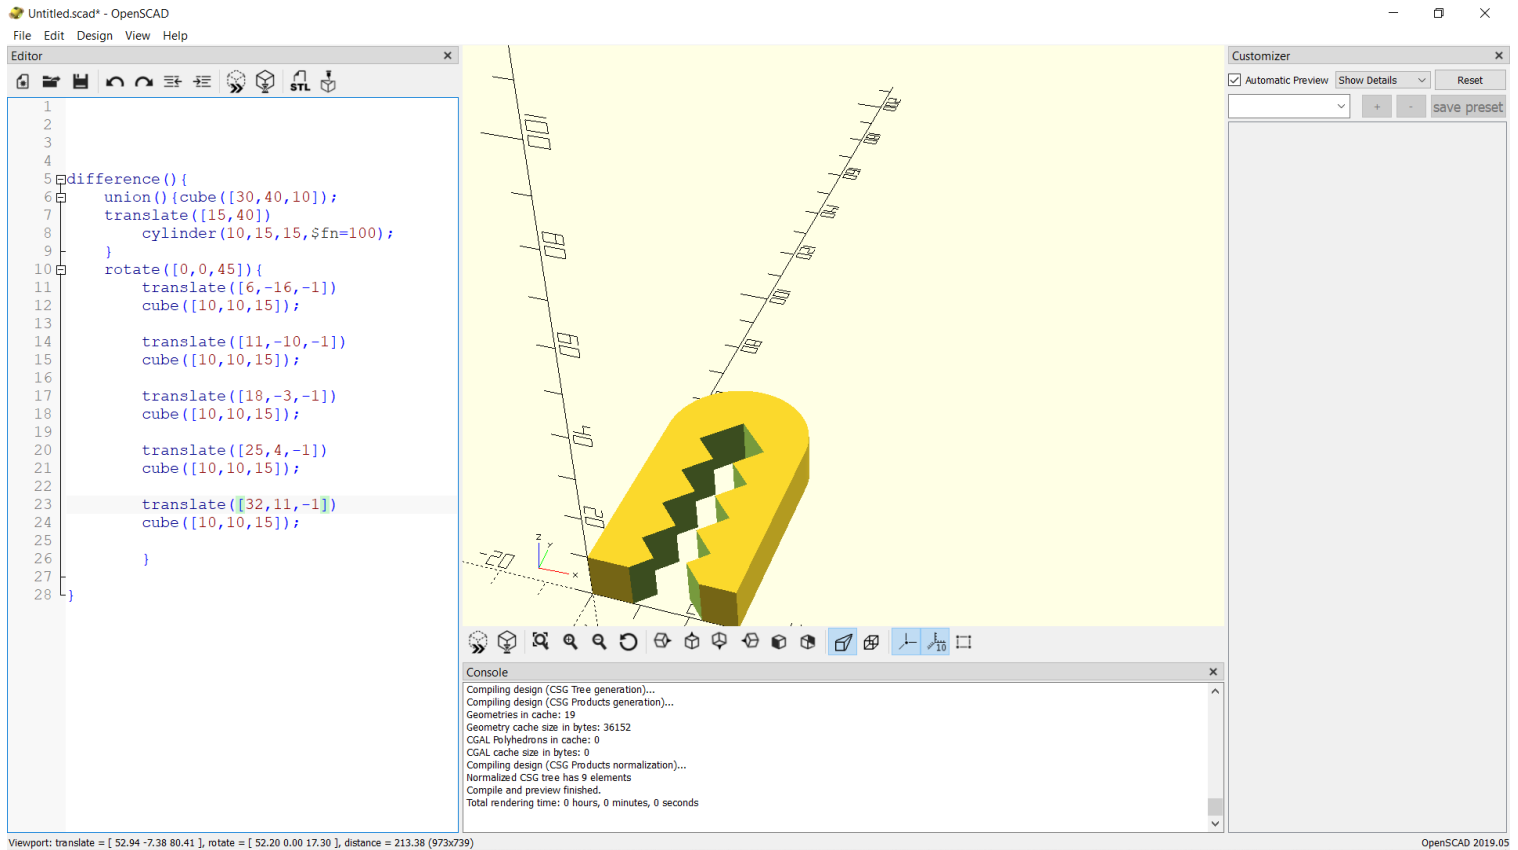 Untitled.scad* - OpenSCAD
File Edit Design View Help
Editor
STL
1
2
3
4
5 difference(){
6 union(){cube([30,40,10]);
7 translate([15,40])
8 cylinder(10,15,15,$fn=100);
9 }
10 rotate([0,0,45]){
11 translate([6,-16,-1])
12 cube([10,10,15]);
13
14 translate([11,-10,-1])
15 cube([10,10,15]);
16
17 translate([18,-3,-1])
18 cube([10,10,15]);
19
20 translate([25,4,-1])
21 cube([10,10,15]);
22
23 translate([32,11,-1])
24 cube([10,10,15]);
25
26 }
27
28 }
100
80
60
40
20
-20
z
y
x
10
Console
Compiling design (CSG Tree generation)...
Compiling design (CSG Products generation)...
Geometries in cache: 19
Geometry cache size in bytes: 36152
CGAL Polyhedrons in cache: 0
CGAL cache size in bytes: 0
Compiling design (CSG Products normalization)...
Normalized CSG tree has 9 elements
Compile and preview finished.
Total rendering time: 0 hours, 0 minutes, 0 seconds
Customizer
Automatic Preview Show Details Reset
+ - save preset
Viewport: translate = [ 52.94 -7.38 80.41 ], rotate = [ 52.20 0.00 17.30 ], distance = 213.38 (973x739)
OpenSCAD 2019.05